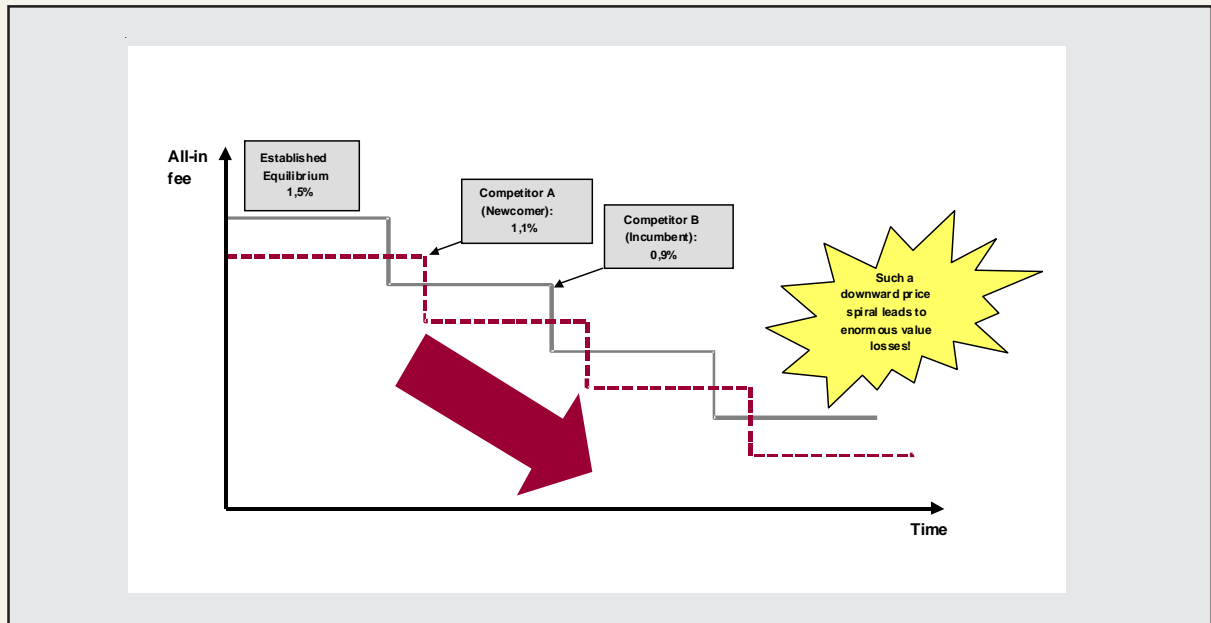 All-in
fee
Established
Equilibrium
1,5%
Competitor A
(Newcomer):
1,1%
Competitor B
(Incumbent):
0,9%
Such a
downward price
spiral leads to
enormous value
losses!
Time